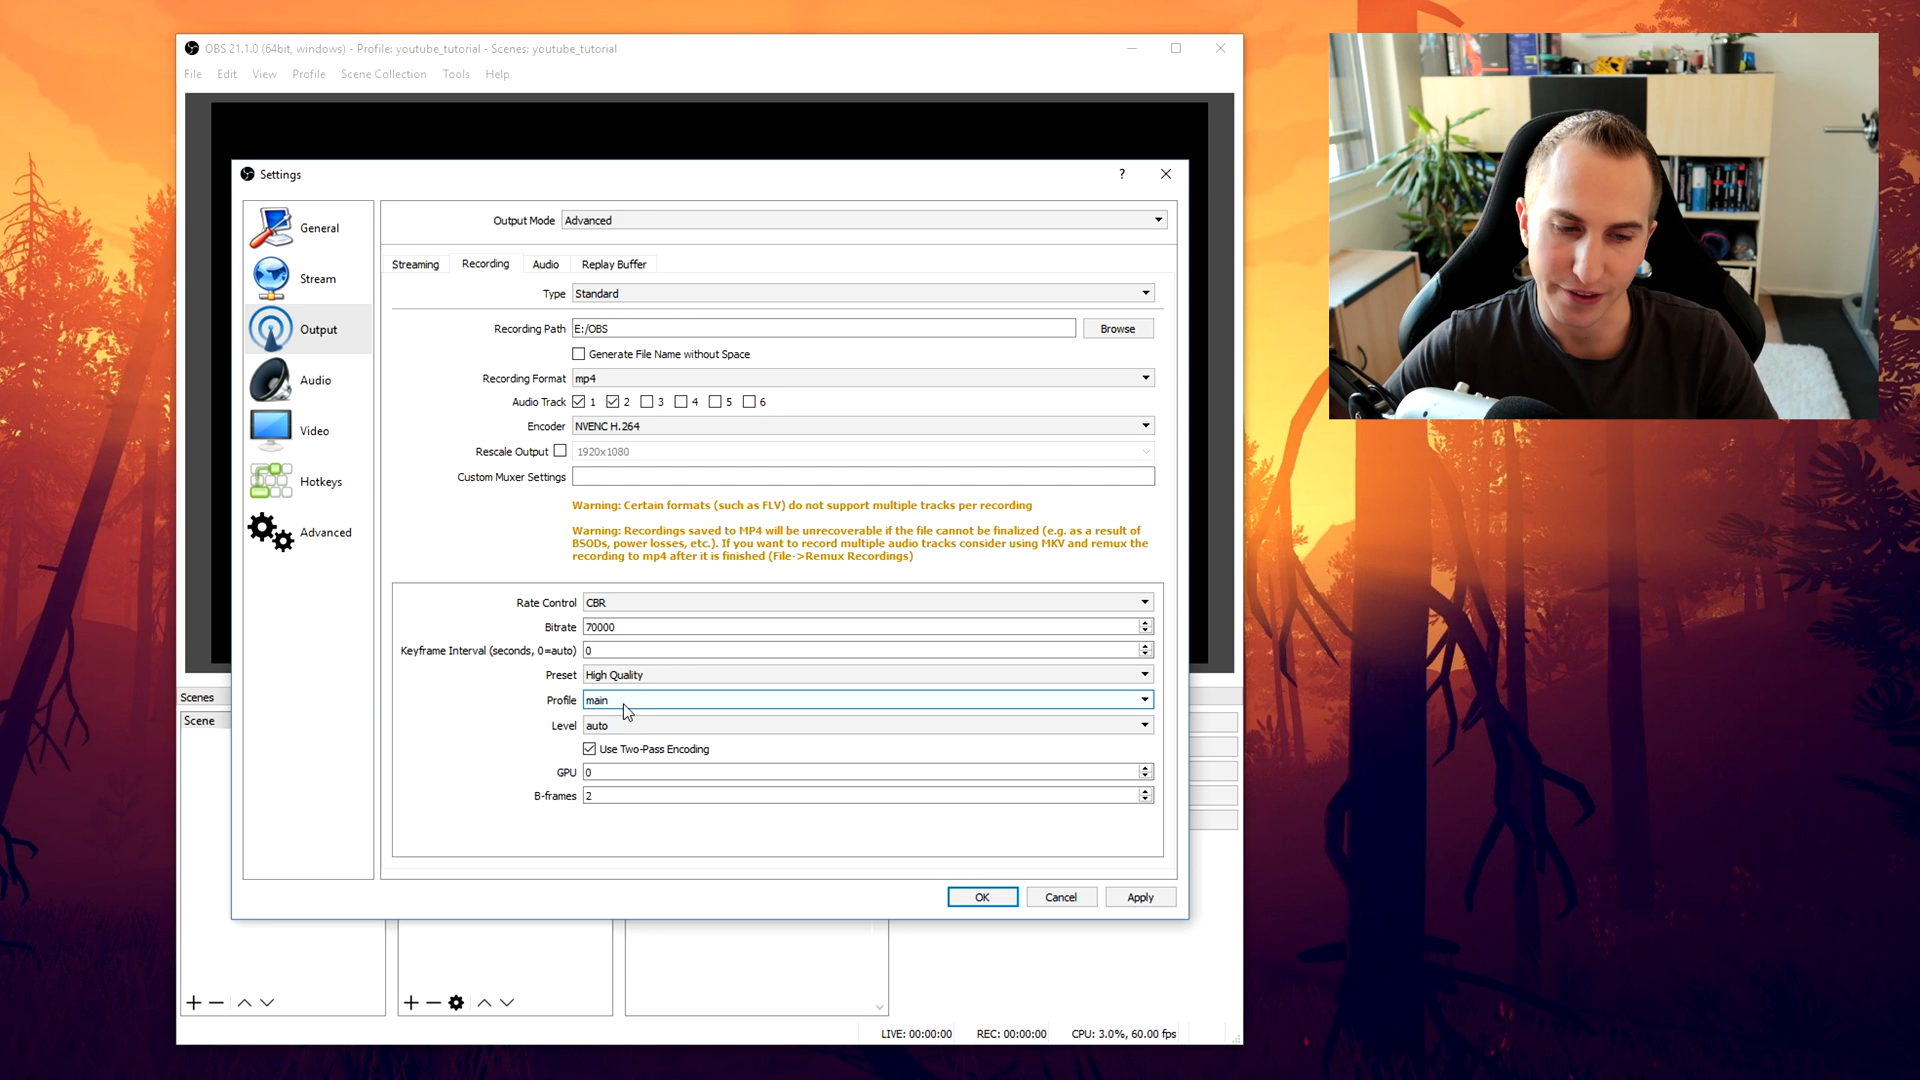 OBS 21.1.0 (64bit, windows) - Profile: youtube_tutorial - Scenes: youtube_tutorial
File Edit View Profile Scene Collection Tools Help
Settings ?
General
Stream
Output
Audio
Video
Hotkeys
Advanced
Output Mode Advanced
Streaming Recording Audio Replay Buffer
Type Standard
Recording Path E:/OBS Browse
Generate File Name without Space
Recording Format mp4
Audio Track 1 2 3 4 5 6
Encoder NVENC H.264
Rescale Output 1920x1080
Custom Muxer Settings
Warning: Certain formats (such as FLV) do not support multiple tracks per recording
Warning: Recordings saved to MP4 will be unrecoverable if the file cannot be finalized (e.g. as a result of
BSODs, power losses, etc.). If you want to record multiple audio tracks consider using MKV and remux the
recording to mp4 after it is finished (File->Remux Recordings)
Rate Control CBR
Bitrate 70000
Keyframe Interval (seconds, 0=auto) 0
Preset High Quality
Profile main
Level auto
Use Two-Pass Encoding
GPU 0
B-frames 2
OK Cancel Apply
Scenes
Scene
LIVE: 00:00:00 REC: 00:00:00 CPU: 3.0%, 60.00 fps